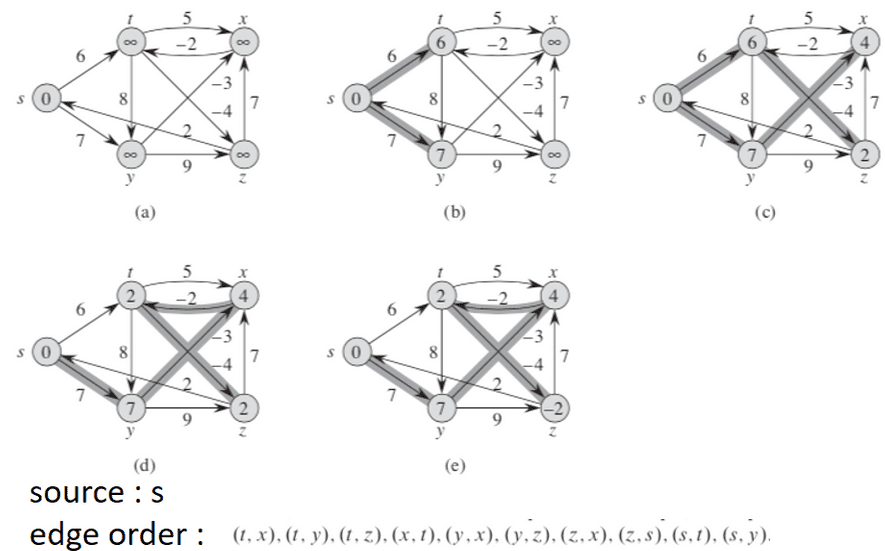 t 5 x
∞ −2 ∞
6
−3
s 0 8 7
−4
7 2
∞ 9 ∞
y z
(a)
t 5 x
6 −2 ∞
6
−3
s 0 8 7
−4
7 2
7 9 ∞
y z
(b)
t 5 x
6 −2 4
6
−3
s 0 8 7
−4
7 2
7 9 2
y z
(c)
t 5 x
2 −2 4
6
−3
s 0 8 7
−4
7 2
7 9 2
y z
(d)
t 5 x
2 −2 4
6
−3
s 0 8 7
−4
7 2
7 9 −2
y z
(e)
source : s
edge order : (t, x), (t, y), (t, z), (x, t), (y, x), (y, z), (z, x), (z, s), (s, t), (s, y).